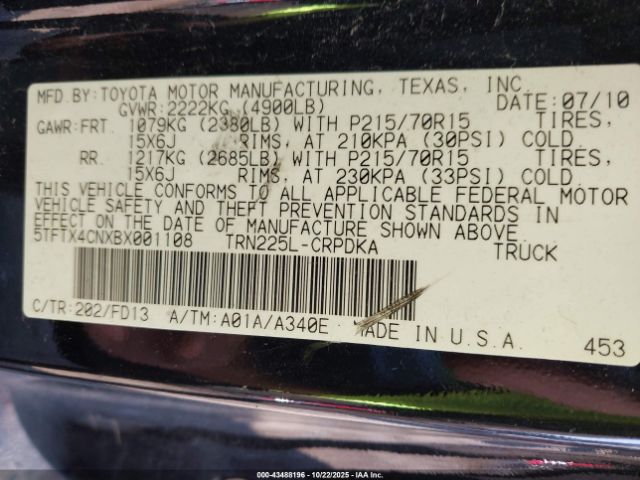 MFD.BY:TOYOTA MOTOR MANUFACTURING, TEXAS, INC.
GVWR:2222KG (4900LB) DATE:07/10
GAWR:FRT. 1079KG (2380LB) WITH P215/70R15 TIRES,
15X6J RIMS, AT 210KPA (30PSI) COLD
RR. 1217KG (2685LB) WITH P215/70R15 TIRES,
15X6J RIMS, AT 230KPA (33PSI) COLD
THIS VEHICLE CONFORMS TO ALL APPLICABLE FEDERAL MOTOR
VEHICLE SAFETY AND THEFT PREVENTION STANDARDS IN
EFFECT ON THE DATE OF MANUFACTURE SHOWN ABOVE.
5TFTX4CNXBX001108 TRN225L-CRPDKA TRUCK
C/TR:202/FD13 A/TM:A01A/A340E MADE IN U.S.A. 453
000-43488196 - 10/22/2025 - IAA Inc.